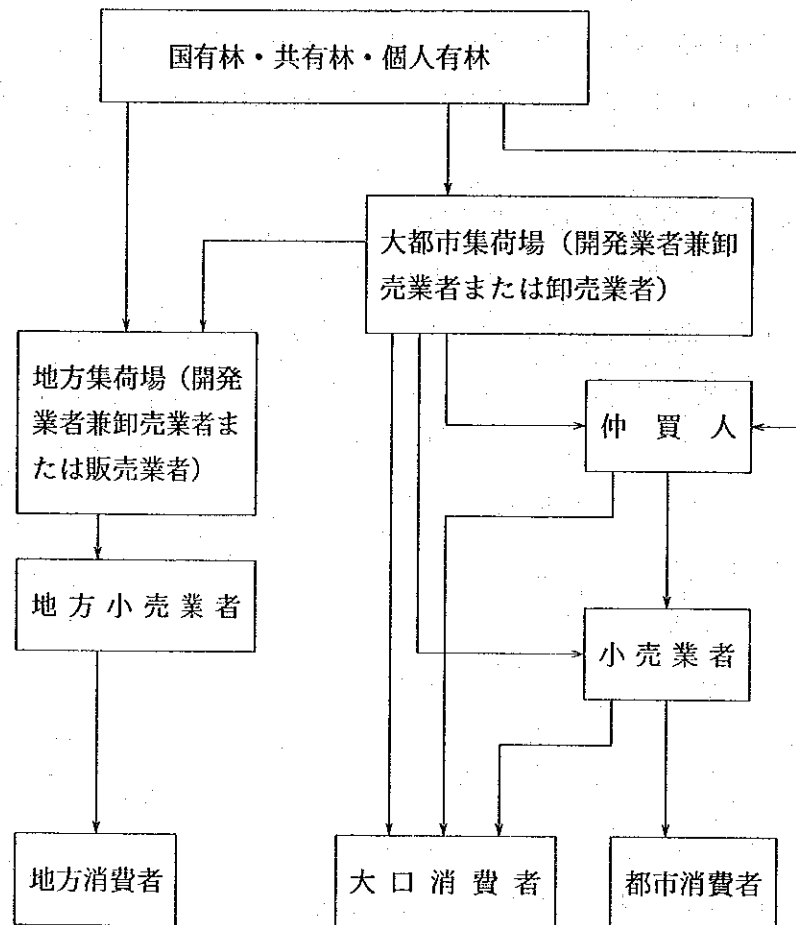 国有林・共有林・個人有林
大都市集荷場（開発業者兼卸
売業者または卸売業者）
地方集荷場（開発
業者兼卸売業者ま
たは販売業者）
仲買人
地方小売業者
小売業者
地方消費者
大口消費者
都市消費者